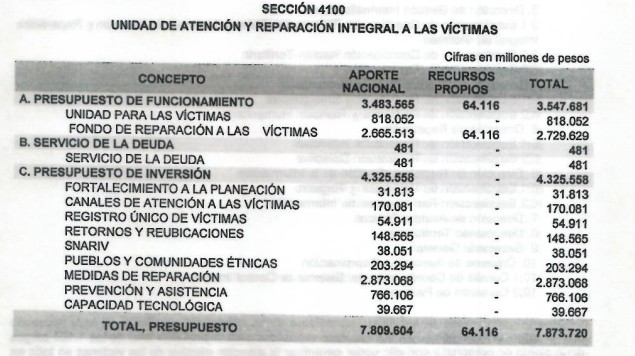 SECCIÓN 4100
UNIDAD DE ATENCIÓN Y REPARACIÓN INTEGRAL A LAS VÍCTIMAS
Cifras en millones de pesos
CONCEPTO APORTE NACIONAL RECURSOS PROPIOS TOTAL
A. PRESUPUESTO DE FUNCIONAMIENTO 3.483.565 64.116 3.547.681
UNIDAD PARA LAS VÍCTIMAS 818.052 - 818.052
FONDO DE REPARACIÓN A LAS VÍCTIMAS 2.665.513 64.116 2.729.629
B. SERVICIO DE LA DEUDA 481 - 481
SERVICIO DE LA DEUDA 481 - 481
C. PRESUPUESTO DE INVERSIÓN 4.325.558 - 4.325.558
FORTALECIMIENTO A LA PLANEACIÓN 31.813 - 31.813
CANALES DE ATENCIÓN A LAS VÍCTIMAS 170.081 - 170.081
REGISTRO ÚNICO DE VÍCTIMAS 54.911 - 54.911
RETORNOS Y REUBICACIONES 148.565 - 148.565
SNARIV 38.051 - 38.051
PUEBLOS Y COMUNIDADES ÉTNICAS 203.294 - 203.294
MEDIDAS DE REPARACIÓN 2.873.068 - 2.873.068
PREVENCIÓN Y ASISTENCIA 766.106 - 766.106
CAPACIDAD TECNOLÓGICA 39.667 - 39.667
TOTAL, PRESUPUESTO 7.809.604 64.116 7.873.720